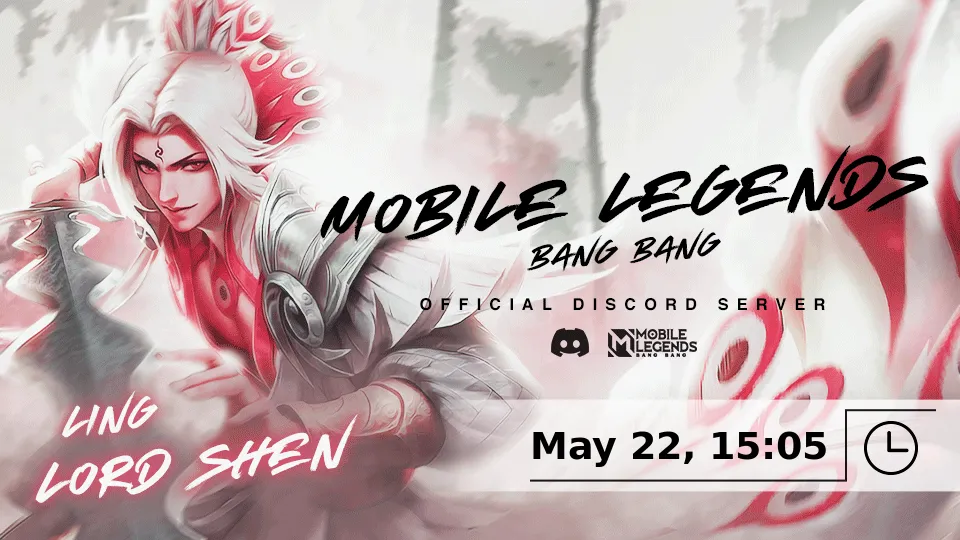 MOBILE LEGENDS
BANG BANG
OFFICIAL DISCORD SERVER
MOBILE
LEGENDS
BANG BANG
LING
LORD SHEN
May 22, 15:05